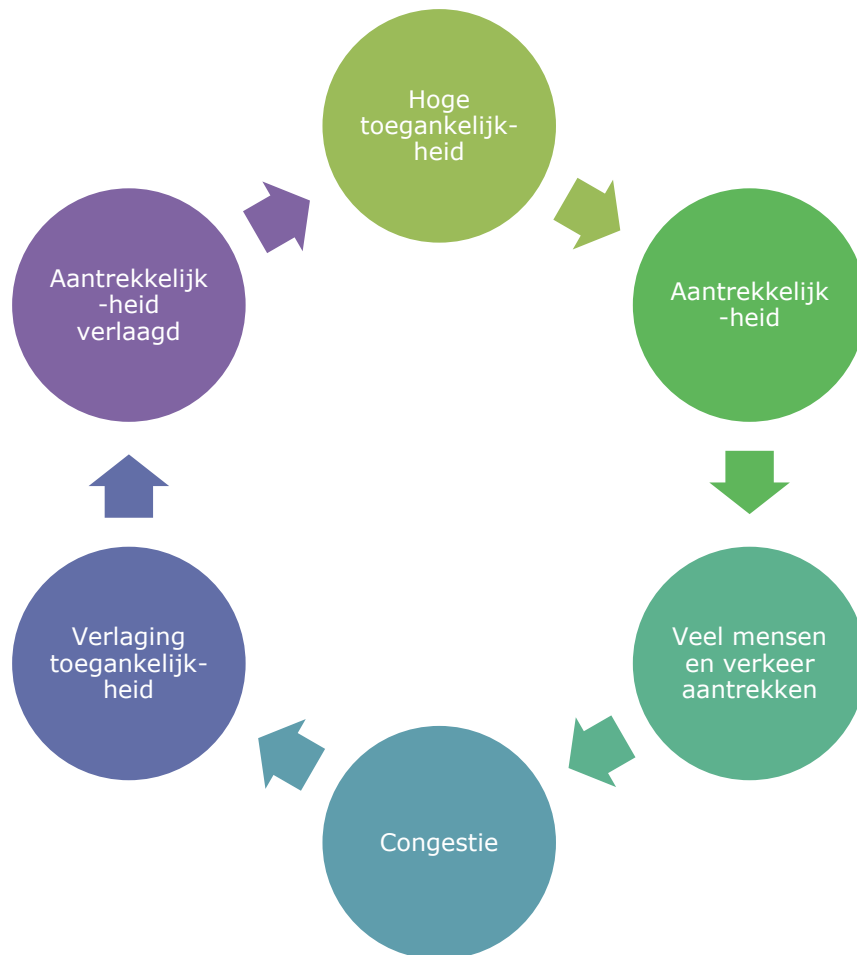 Hoge
toegankelijk-
heid
Aantrekkelijk
-heid
Veel mensen
en verkeer
aantrekken
Congestie
Verlaging
toegankelijk-
heid
Aantrekkelijk
-heid
verlaagd